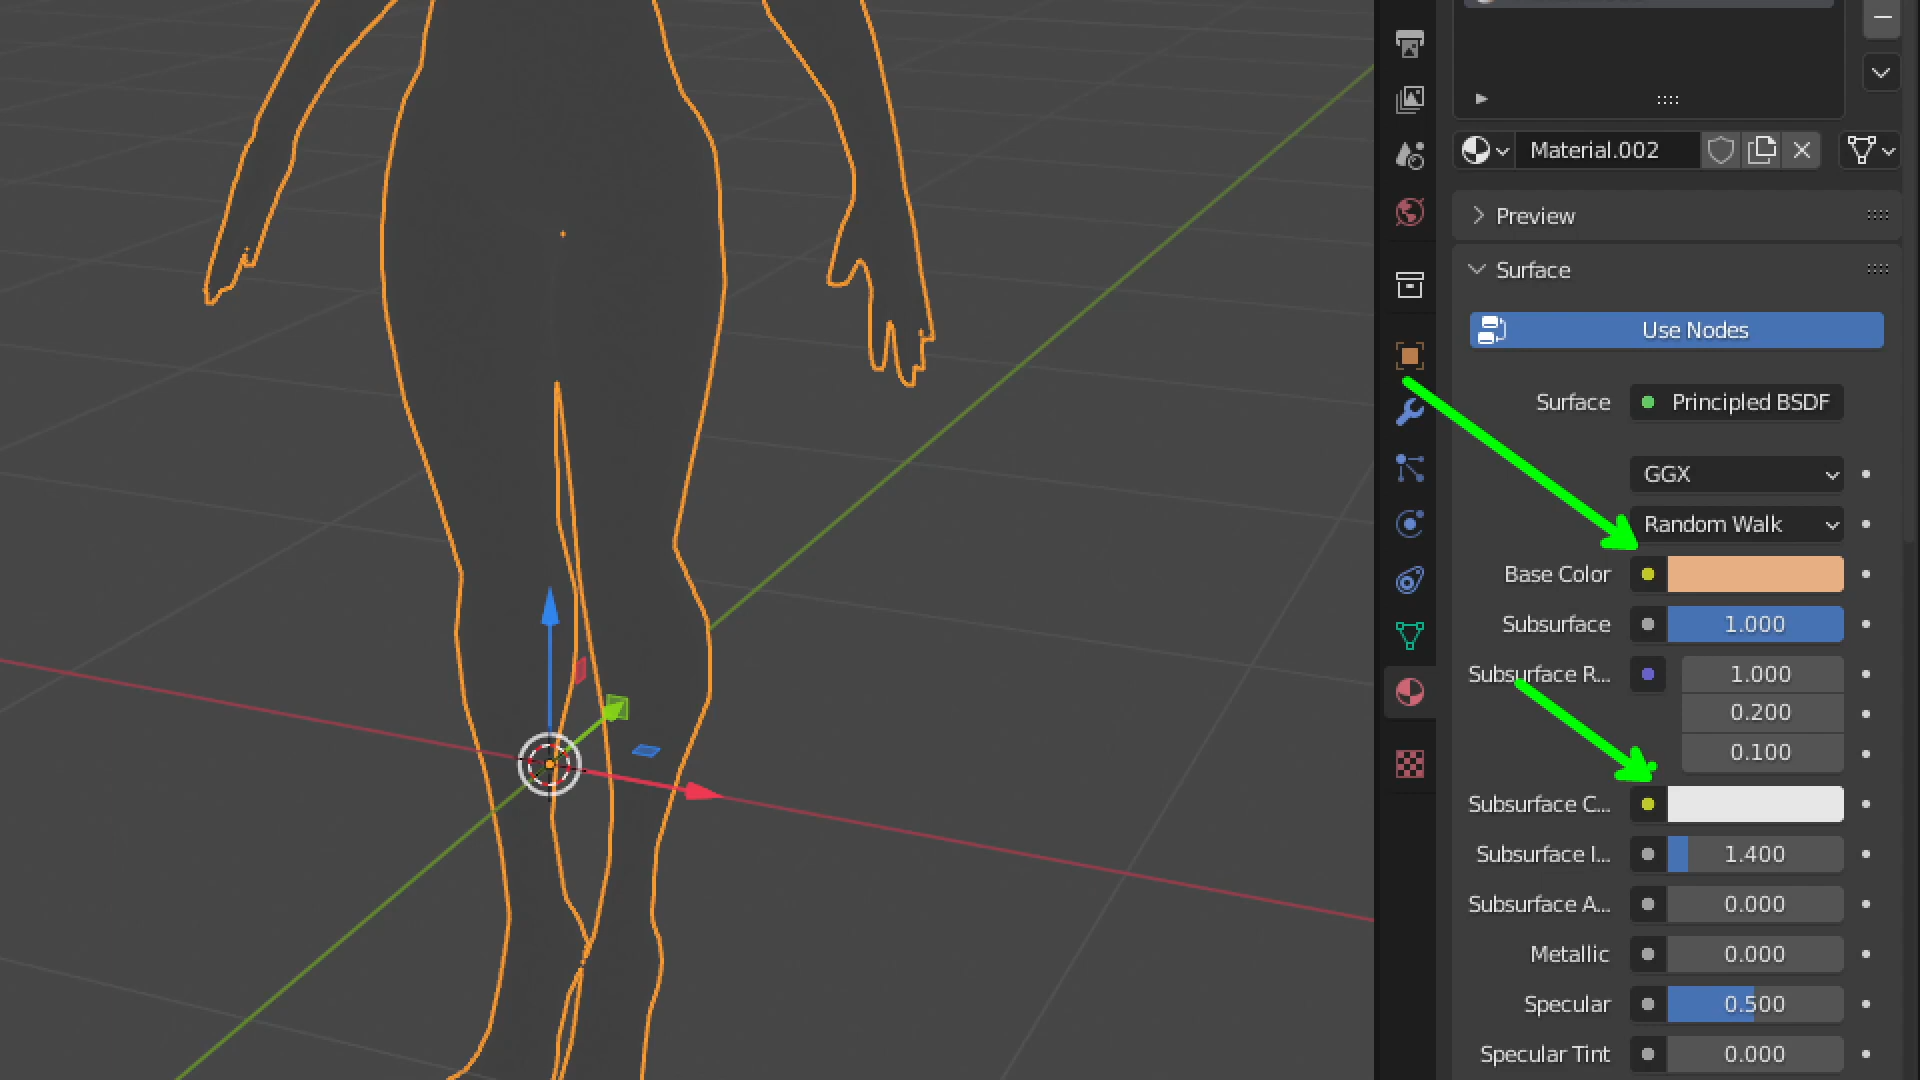 Material.002
Preview
Surface
Use Nodes
Surface
Principled BSDF
GGX
Random Walk
Base Color
Subsurface
1.000
Subsurface R...
1.000
0.200
0.100
Subsurface C...
Subsurface I...
1.400
Subsurface A...
0.000
Metallic
0.000
Specular
0.500
Specular Tint
0.000